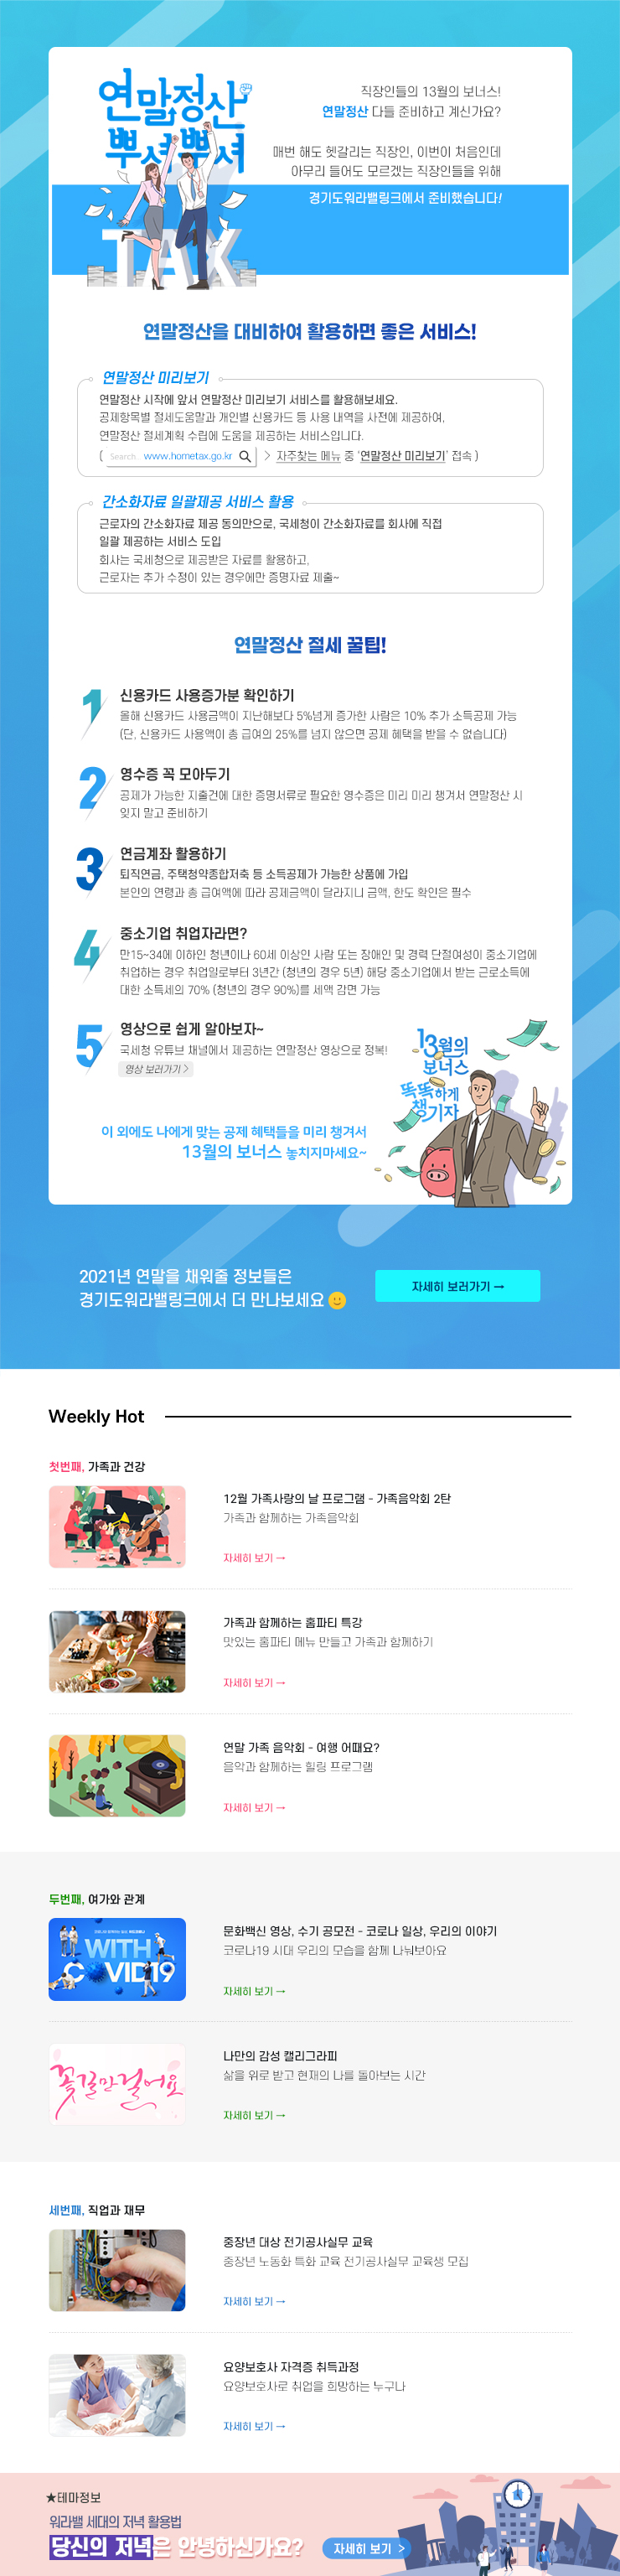 연말정산
뿌셔뿌셔
TAX
직장인들의 13월의 보너스!
연말정산 다들 준비하고 계신가요?
매번 해도 헷갈리는 직장인, 이번이 처음인데
아무리 들어도 모르겠는 직장인들을 위해
경기도워라밸링크에서 준비했습니다!
연말정산을 대비하여 활용하면 좋은 서비스!
연말정산 미리보기
연말정산 시작에 앞서 연말정산 미리보기 서비스를 활용해보세요.
공제항목별 절세도움말과 개인별 신용카드 등 사용 내역을 사전에 제공하여,
연말정산 절세계획 수립에 도움을 제공하는 서비스입니다.
( Search. www.hometax.go.kr > 자주찾는 메뉴 중 '연말정산 미리보기' 접속 )
간소화자료 일괄제공 서비스 활용
근로자의 간소화자료 제공 동의만으로, 국세청이 간소화자료를 회사에 직접
일괄 제공하는 서비스 도입
회사는 국세청으로 제공받은 자료를 활용하고,
근로자는 추가 수정이 있는 경우에만 증명자료 제출~
연말정산 절세 꿀팁!
1 신용카드 사용증가분 확인하기
올해 신용카드 사용금액이 지난해보다 5%넘게 증가한 사람은 10% 추가 소득공제 가능
(단, 신용카드 사용액이 총 급여의 25%를 넘지 않으면 공제 혜택을 받을 수 없습니다)
2 영수증 꼭 모아두기
공제가 가능한 지출건에 대한 증명서류로 필요한 영수증은 미리 미리 챙겨서 연말정산 시
잊지 말고 준비하기
3 연금계좌 활용하기
퇴직연금, 주택청약종합저축 등 소득공제가 가능한 상품에 가입
본인의 연령과 총 급여액에 따라 공제금액이 달라지니 금액, 한도 확인은 필수
4 중소기업 취업자라면?
만15~34에 이하인 청년이나 60세 이상인 사람 또는 장애인 및 경력 단절여성이 중소기업에
취업하는 경우 취업일로부터 3년간 (청년의 경우 5년) 해당 중소기업에서 받는 근로소득에
대한 소득세의 70% (청년의 경우 90%)를 세액 감면 가능
5 영상으로 쉽게 알아보자~
국세청 유튜브 채널에서 제공하는 연말정산 영상으로 정복!
영상 보러가기 >
13월의
보너스
똑똑하게
챙기자
이 외에도 나에게 맞는 공제 혜택들을 미리 챙겨서
13월의 보너스 놓치지마세요~
2021년 연말을 채워줄 정보들은
경기도워라밸링크에서 더 만나보세요
자세히 보러가기 →
Weekly Hot
첫번째, 가족과 건강
12월 가족사랑의 날 프로그램 - 가족음악회 2탄
가족과 함께하는 가족음악회
자세히 보기 →
가족과 함께하는 홈파티 특강
맛있는 홈파티 메뉴 만들고 가족과 함께하기
자세히 보기 →
연말 가족 음악회 - 여행 어때요?
음악과 함께하는 힐링 프로그램
자세히 보기 →
두번째, 여가와 관계
WITH
COVID19
문화백신 영상, 수기 공모전 - 코로나 일상, 우리의 이야기
코로나19 시대 우리의 모습을 함께 나눠보아요
자세히 보기 →
꽃길만 걸어요
나만의 감성 캘리그라피
삶을 위로 받고 현재의 나를 돌아보는 시간
자세히 보기 →
세번째, 직업과 재무
중장년 대상 전기공사실무 교육
중장년 노동화 특화 교육 전기공사실무 교육생 모집
자세히 보기 →
요양보호사 자격증 취득과정
요양보호사로 취업을 희망하는 누구나
자세히 보기 →
★테마정보
워라밸 세대의 저녁 활용법
당신의 저녁은 안녕하신가요?
자세히 보기 >